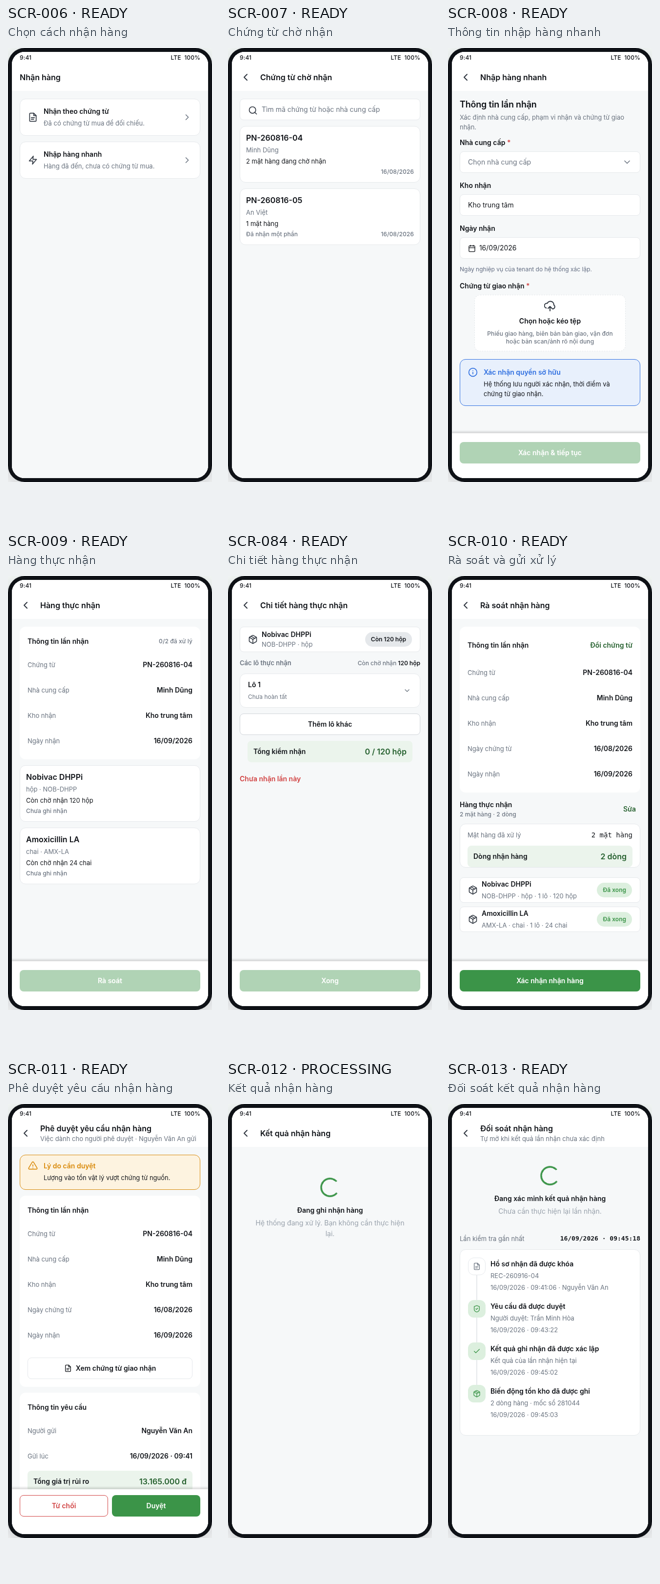 SCR-006 · READY
Chọn cách nhận hàng
9:41 LTE 100%
Nhận hàng
Nhận theo chứng từ
Đã có chứng từ mua để đối chiếu.
Nhập hàng nhanh
Hàng đã đến, chưa có chứng từ mua.
SCR-007 · READY
Chứng từ chờ nhận
9:41 LTE 100%
Chứng từ chờ nhận
Tìm mã chứng từ hoặc nhà cung cấp
PN-260816-04
Minh Dũng
2 mặt hàng đang chờ nhận
16/08/2026
PN-260816-05
An Việt
1 mặt hàng
Đã nhận một phần 16/08/2026
SCR-008 · READY
Thông tin nhập hàng nhanh
9:41 LTE 100%
Nhập hàng nhanh
Thông tin lần nhận
Xác định nhà cung cấp, phạm vi nhận và chứng từ giao
nhận.
Nhà cung cấp *
Chọn nhà cung cấp
Kho nhận
Kho trung tâm
Ngày nhận
16/09/2026
Ngày nghiệp vụ của tenant do hệ thống xác lập.
Chứng từ giao nhận *
Chọn hoặc kéo tệp
Phiếu giao hàng, biên bản bàn giao, vận đơn
hoặc bản scan/ảnh rõ nội dung
Xác nhận quyền sở hữu
Hệ thống lưu người xác nhận, thời điểm và
chứng từ giao nhận.
Xác nhận & tiếp tục
SCR-009 · READY
Hàng thực nhận
9:41 LTE 100%
Hàng thực nhận
Thông tin lần nhận 0/2 đã xử lý
Chứng từ PN-260816-04
Nhà cung cấp Minh Dũng
Kho nhận Kho trung tâm
Ngày nhận 16/09/2026
Nobivac DHPPi
hộp · NOB-DHPP
Còn chờ nhận 120 hộp
Chưa ghi nhận
Amoxicillin LA
chai · AMX-LA
Còn chờ nhận 24 chai
Chưa ghi nhận
Rà soát
SCR-084 · READY
Chi tiết hàng thực nhận
9:41 LTE 100%
Chi tiết hàng thực nhận
Nobivac DHPPi
NOB-DHPP · hộp
Còn 120 hộp
Các lô thực nhận Còn chờ nhận 120 hộp
Lô 1
Chưa hoàn tất
Thêm lô khác
Tổng kiểm nhận 0 / 120 hộp
Chưa nhận lần này
Xong
SCR-010 · READY
Rà soát và gửi xử lý
9:41 LTE 100%
Rà soát nhận hàng
Thông tin lần nhận Đổi chứng từ
Chứng từ PN-260816-04
Nhà cung cấp Minh Dũng
Kho nhận Kho trung tâm
Ngày chứng từ 16/08/2026
Ngày nhận 16/09/2026
Hàng thực nhận
2 mặt hàng · 2 dòng
Sửa
Mặt hàng đã xử lý 2 mặt hàng
Dòng nhận hàng 2 dòng
Nobivac DHPPi
NOB-DHPP · hộp · 1 lô · 120 hộp
Đã xong
Amoxicillin LA
AMX-LA · chai · 1 lô · 24 chai
Đã xong
Xác nhận nhận hàng
SCR-011 · READY
Phê duyệt yêu cầu nhận hàng
9:41 LTE 100%
Phê duyệt yêu cầu nhận hàng
Việc dành cho người phê duyệt · Nguyễn Văn An gửi
Lý do cần duyệt
Lượng vào tồn vật lý vượt chứng từ nguồn.
Thông tin lần nhận
Chứng từ PN-260816-04
Nhà cung cấp Minh Dũng
Kho nhận Kho trung tâm
Ngày chứng từ 16/08/2026
Ngày nhận 16/09/2026
Xem chứng từ giao nhận
Thông tin yêu cầu
Người gửi Nguyễn Văn An
Gửi lúc 16/09/2026 · 09:41
Tổng giá trị rủi ro 13.165.000 đ
Từ chối
Duyệt
SCR-012 · PROCESSING
Kết quả nhận hàng
9:41 LTE 100%
Kết quả nhận hàng
Đang ghi nhận hàng
Hệ thống đang xử lý. Bạn không cần thực hiện
lại.
SCR-013 · READY
Đối soát kết quả nhận hàng
9:41 LTE 100%
Đối soát nhận hàng
Tự mở khi kết quả lần nhận chưa xác định
Đang xác minh kết quả nhận hàng
Chưa cần thực hiện lại lần nhận.
Lần kiểm tra gần nhất 16/09/2026 · 09:45:18
Hồ sơ nhận đã được khóa
REC-260916-04
16/09/2026 · 09:41:06 · Nguyễn Văn An
Yêu cầu đã được duyệt
Người duyệt: Trần Minh Hòa
16/09/2026 · 09:43:22
Kết quả ghi nhận đã được xác lập
Kết quả của lần nhận hiện tại
16/09/2026 · 09:45:02
Biến động tồn kho đã được ghi
2 dòng hàng · mốc số 281044
16/09/2026 · 09:45:03